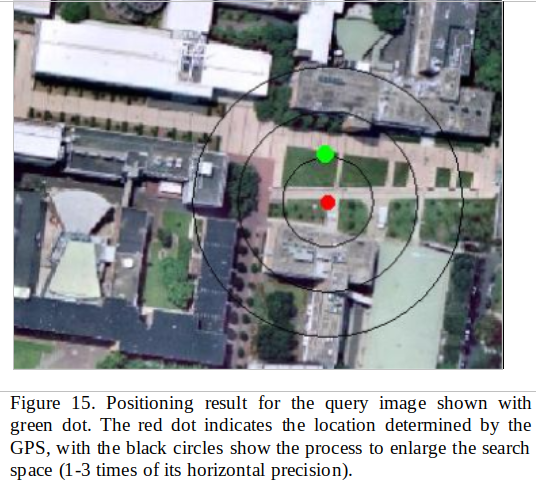 Figure 15. Positioning result for the query image shown with
green dot. The red dot indicates the location determined by the
GPS, with the black circles show the process to enlarge the search
space (1-3 times of its horizontal precision).